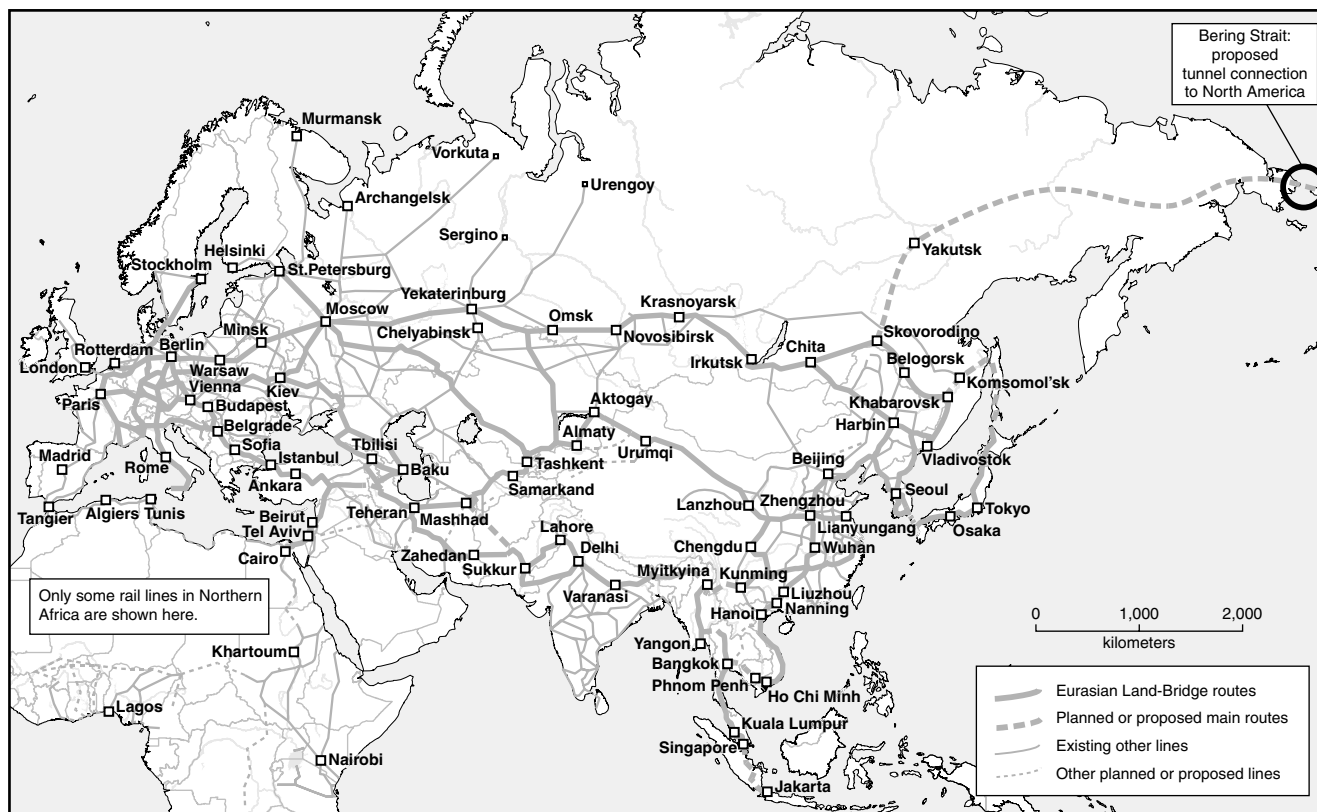 Bering Strait:
proposed
tunnel connection
to North America
Murmansk
Vorkuta
Urengoy
Archangelsk
Sergino
Yakutsk
Helsinki
Stockholm
St.Petersburg
Yekaterinburg
Krasnoyarsk
Moscow
Omsk
Chelyabinsk
Novosibirsk
Minsk
Skovorodino
Berlin
Rotterdam
Chita
Belogorsk
London
Irkutsk
Warsaw
Komsomol'sk
Vienna
Kiev
Paris
Aktogay
Khabarovsk
Budapest
Harbin
Belgrade
Almaty
Sofia
Tbilisi
Urumqi
Madrid
Istanbul
Beijing
Vladivostok
Rome
Baku
Tashkent
Ankara
Samarkand
Seoul
Lanzhou
Zhengzhou
Tangier
Algiers
Tunis
Beirut
Teheran
Mashhad
Tokyo
Lianyungang
Lahore
Osaka
Tel Aviv
Delhi
Chengdu
Wuhan
Cairo
Zahedan
Sukkur
Myitkyina
Kunming
Varanasi
Liuzhou
Nanning
Hanoi
Only some rail lines in Northern
Africa are shown here.
0
1,000
2,000
kilometers
Yangon
Khartoum
Bangkok
Phnom Penh
Ho Chi Minh
Lagos
Kuala Lumpur
Singapore
Nairobi
Jakarta
Eurasian Land-Bridge routes
Planned or proposed main routes
Existing other lines
Other planned or proposed lines